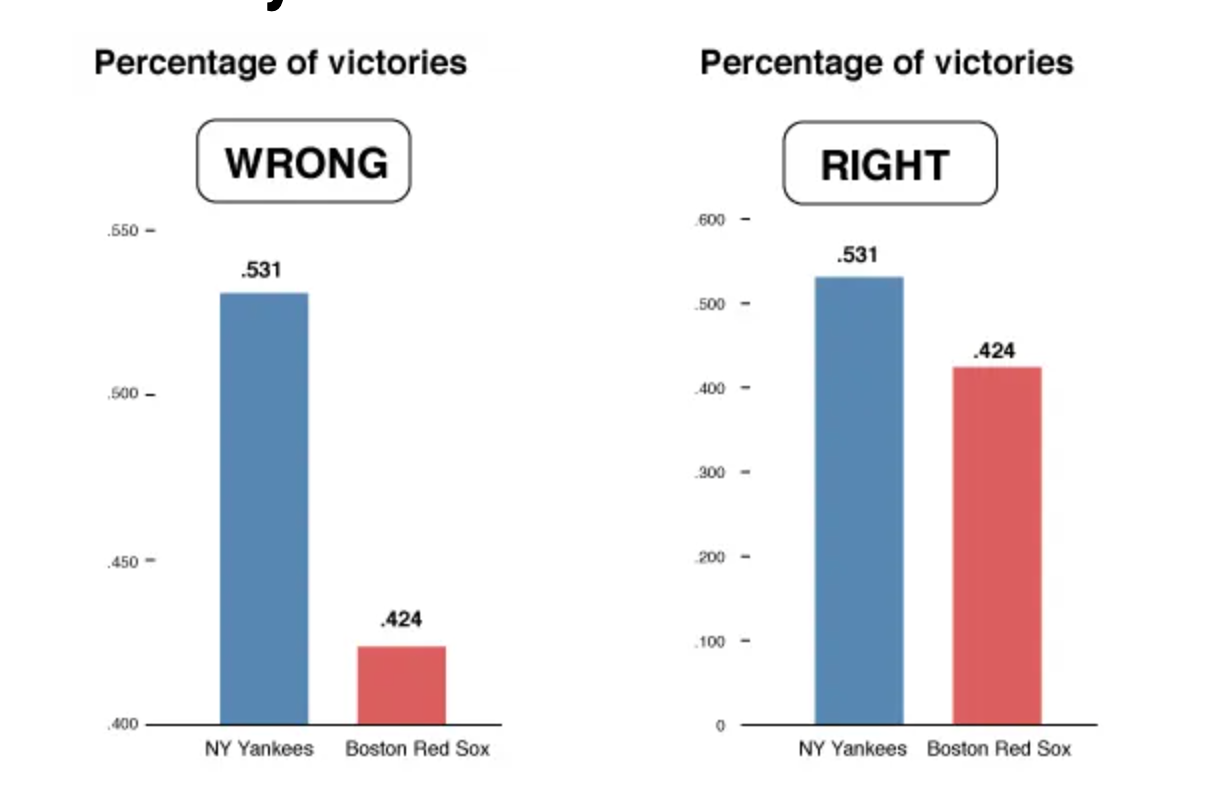 Percentage of victories
WRONG
.550
.531
.500
.450
.424
.400
NY Yankees Boston Red Sox
Percentage of victories
RIGHT
.600
.531
.500
.424
.400
.300
.200
.100
0
NY Yankees Boston Red Sox